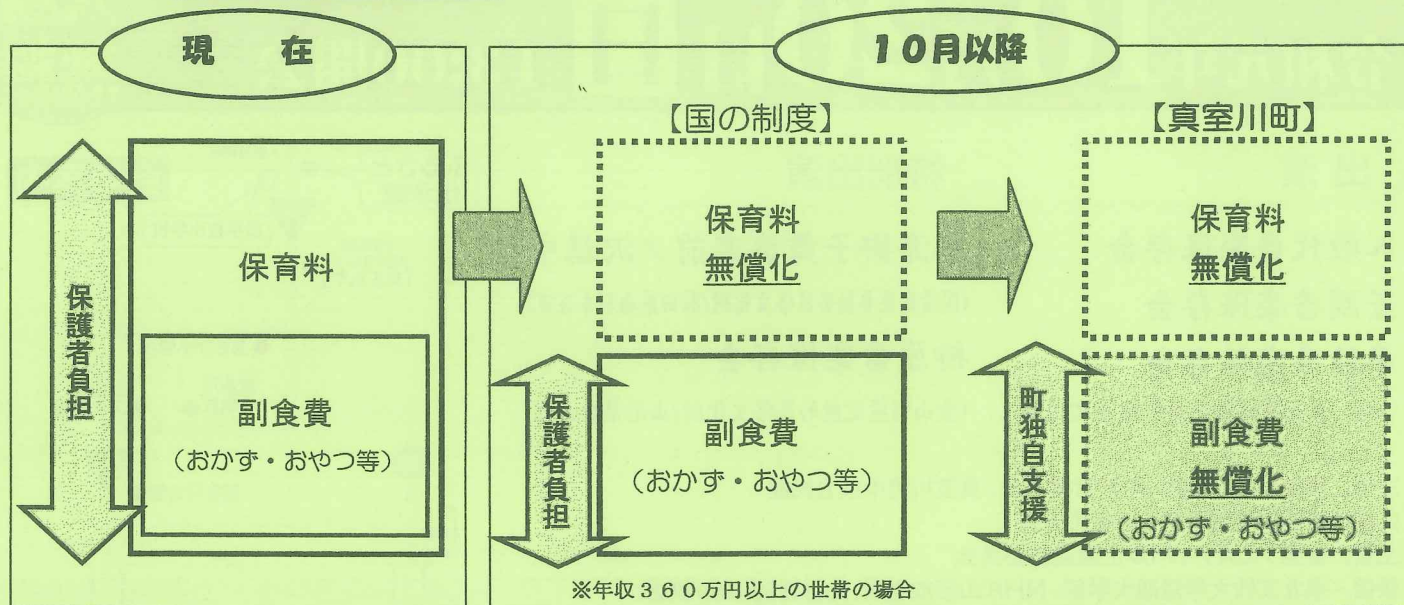 現　在
保護者負担
保育料
副食費
（おかず・おやつ等）
１０月以降
【国の制度】
保育料
無償化
保護者負担
副食費
（おかず・おやつ等）
※年収３６０万円以上の世帯の場合
【真室川町】
保育料
無償化
町独自支援
副食費
無償化
（おかず・おやつ等）